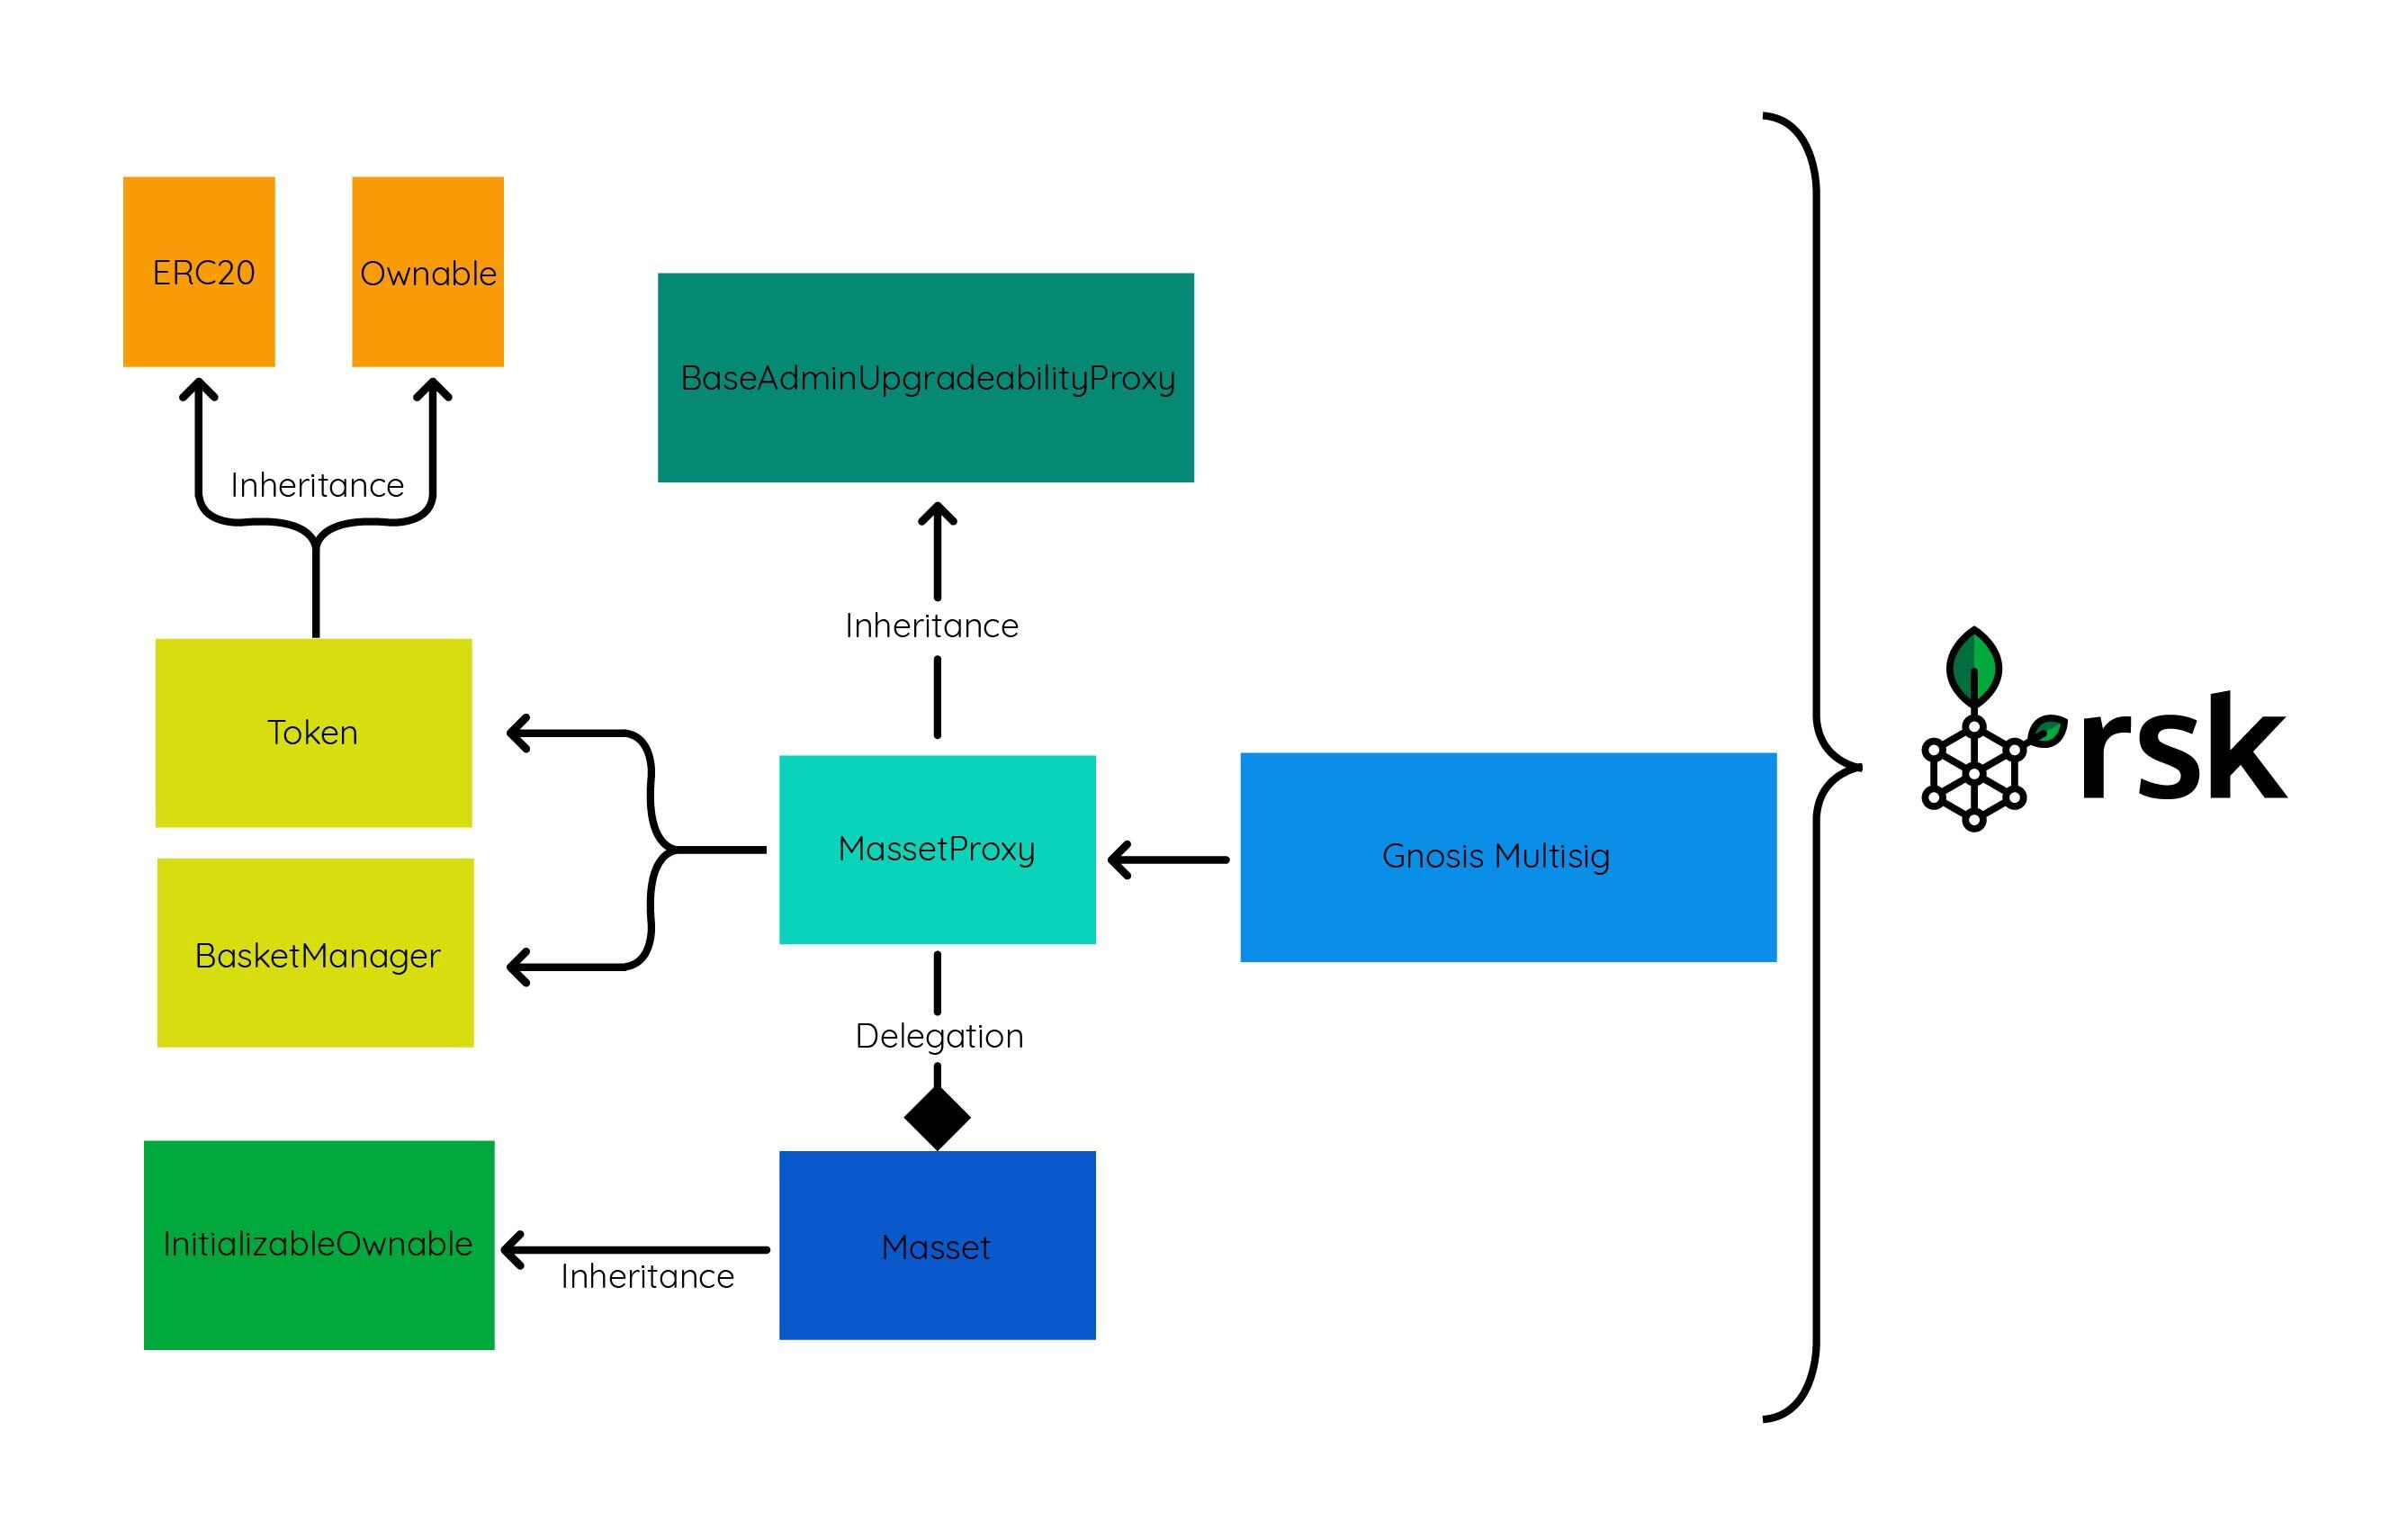 ERC20
Ownable
BaseAdminUpgradeabilityProxy
Inheritance
Inheritance
Token
MassetProxy
Gnosis Multisig
rsk
BasketManager
Delegation
InitializableOwnable
Inheritance
Masset